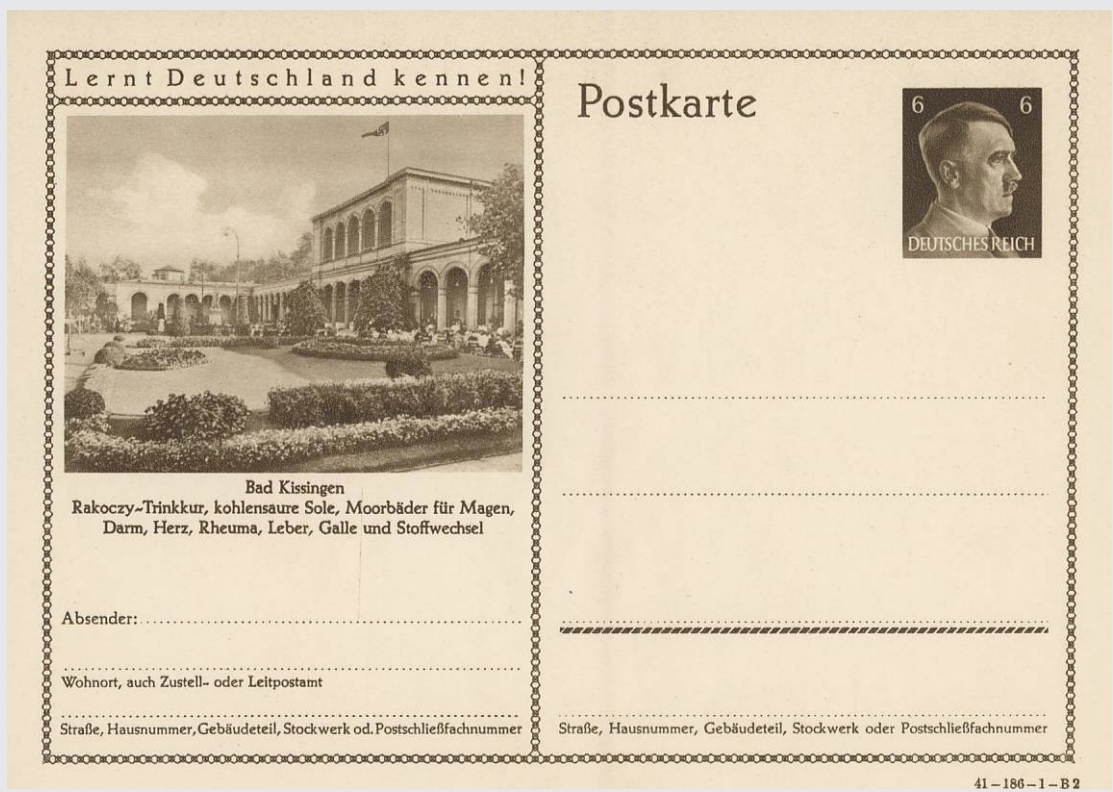 Lernt Deutschland kennen!
Bad Kissingen
Rakoczy-Trinkkur, kohlensaure Sole, Moorbäder für Magen,
Darm, Herz, Rheuma, Leber, Galle und Stoffwechsel
Absender:
Wohnort, auch Zustell- oder Leitpostamt
Straße, Hausnummer, Gebäudeteil, Stockwerk od. Postschließfachnummer
Postkarte
6 6
DEUTSCHES REICH
Straße, Hausnummer, Gebäudeteil, Stockwerk oder Postschließfachnummer
41-186-1-B 2